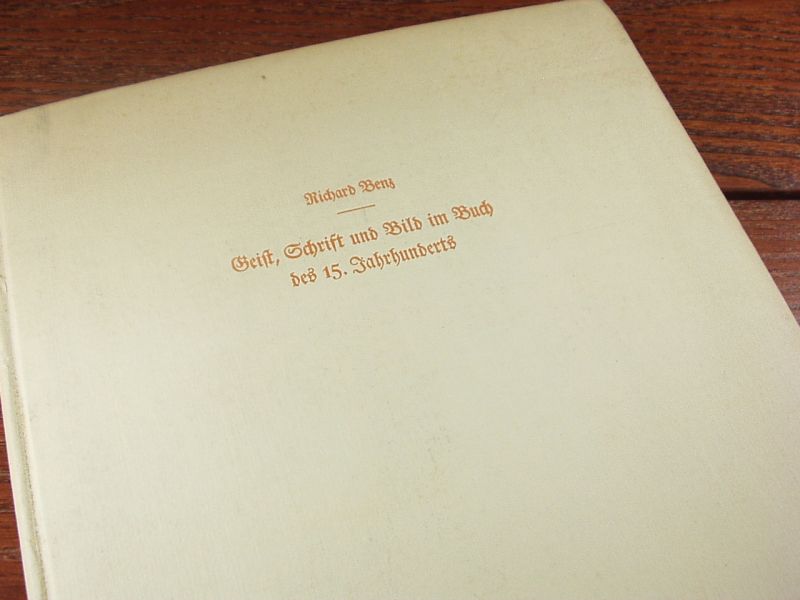 Richard Benz
Geist, Schrift und Bild im Buch
des 15. Jahrhunderts